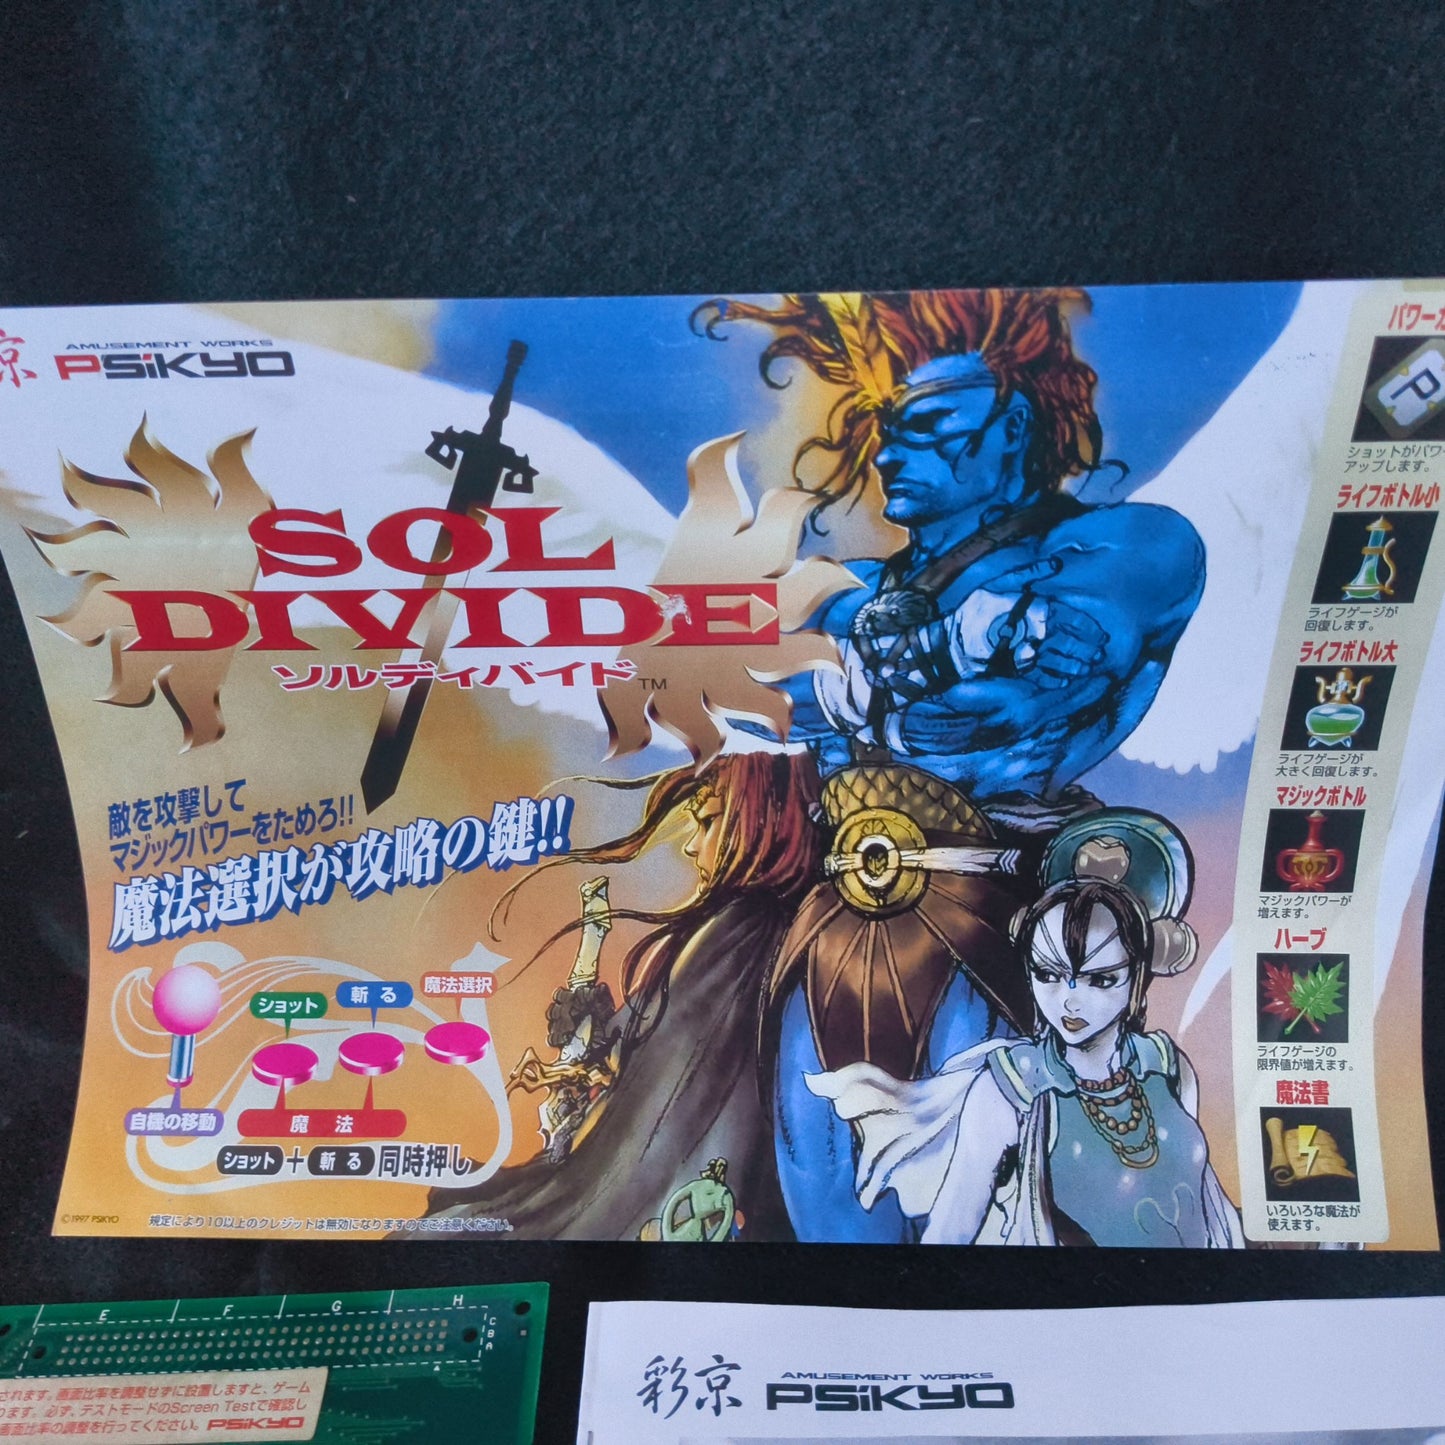 京
AMUSEMENT WORKS
PSiKYO
SOL
DIVIDE
ソルディバイド™
敵を攻撃して
マジックパワーをためろ!!
魔法選択が攻略の鍵!!
ショット
斬る
魔法選択
自機の移動
魔法
ショット+斬る同時押し
©1997 PSIKYO
規定により10以上のクレジットは無効になりますのでご注意ください。
パワーカ
P
ショットがパワー
アップします。
ライフボトル小
ライフゲージが
回復します。
ライフボトル大
ライフゲージが
大きく回復します。
マジックボトル
マジックパワーが
増えます。
ハーブ
ライフゲージの
限界値が増えます。
魔法書
いろいろな魔法が
使えます。
E F G H
C
B
A
されます。画面比率を調整せずに設置しますと、ゲーム
ります。必ず、テストモードのScreen Testで確認し
画面比率の調整を行ってください。PSiKYO
彩京
AMUSEMENT WORKS
PSiKYO